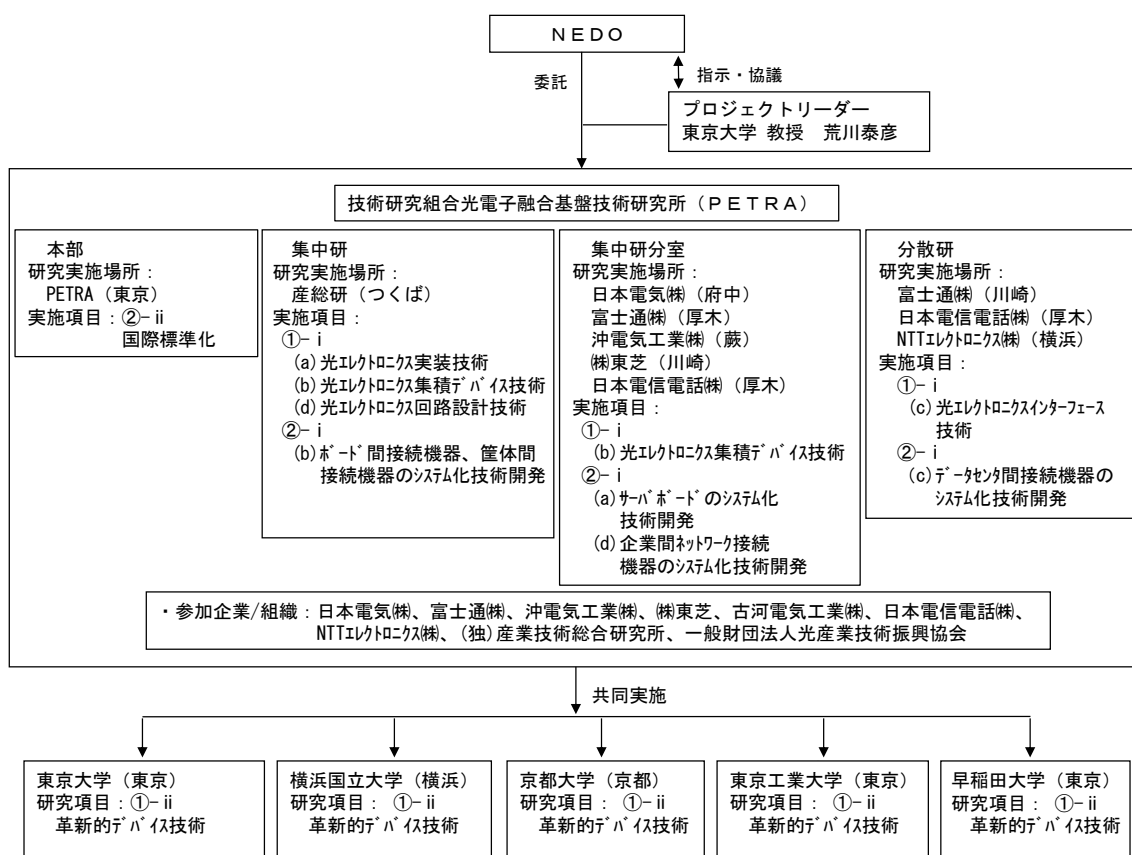 ＮＥＤＯ
指示・協議
委託
プロジェクトリーダー
東京大学 教授　荒川泰彦
技術研究組合光電子融合基盤技術研究所（ＰＥＴＲＡ）
本部
研究実施場所：
PETRA（東京）
実施項目：②-ⅱ
国際標準化
集中研
研究実施場所：
産総研（つくば）
実施項目：
①-ⅰ
(a)光ｴﾚｸﾄﾛﾆｸｽ実装技術
(b)光ｴﾚｸﾄﾛﾆｸｽ集積ﾃﾞﾊﾞｲｽ技術
(d)光ｴﾚｸﾄﾛﾆｸｽ回路設計技術
②-ⅰ
(b)ﾎﾞｰﾄﾞ間接続機器、筐体間
接続機器のｼｽﾃﾑ化技術開発
集中研分室
研究実施場所：
日本電気㈱（府中）
富士通㈱（厚木）
沖電気工業㈱（蕨）
㈱東芝（川崎）
日本電信電話㈱（厚木）
実施項目：
①-ⅰ
(b)光ｴﾚｸﾄﾛﾆｸｽ集積ﾃﾞﾊﾞｲｽ技術
②-ⅰ
(a)ｻｰﾊﾞﾎﾞｰﾄﾞのｼｽﾃﾑ化
技術開発
(d)企業間ﾈｯﾄﾜｰｸ接続
機器のｼｽﾃﾑ化技術開発
分散研
研究実施場所：
富士通㈱（川崎）
日本電信電話㈱（厚木）
NTTｴﾚｸﾄﾛﾆｸｽ㈱（横浜）
実施項目：
①-ⅰ
(c)光ｴﾚｸﾄﾛﾆｸｽｲﾝﾀｰﾌｪｰｽ
技術
②-ⅰ
(c)ﾃﾞｰﾀｾﾝﾀ間接続機器の
ｼｽﾃﾑ化技術開発
・参加企業/組織：日本電気㈱、富士通㈱、沖電気工業㈱、㈱東芝、古河電気工業㈱、日本電信電話㈱、
NTTｴﾚｸﾄﾛﾆｸｽ㈱、(独)産業技術総合研究所、一般財団法人光産業技術振興協会
共同実施
東京大学（東京）
研究項目：①-ⅱ
革新的ﾃﾞﾊﾞｲｽ技術
横浜国立大学（横浜）
研究項目：①-ⅱ
革新的ﾃﾞﾊﾞｲｽ技術
京都大学（京都）
研究項目：①-ⅱ
革新的ﾃﾞﾊﾞｲｽ技術
東京工業大学（東京）
研究項目：①-ⅱ
革新的ﾃﾞﾊﾞｲｽ技術
早稲田大学（東京）
研究項目：①-ⅱ
革新的ﾃﾞﾊﾞｲｽ技術